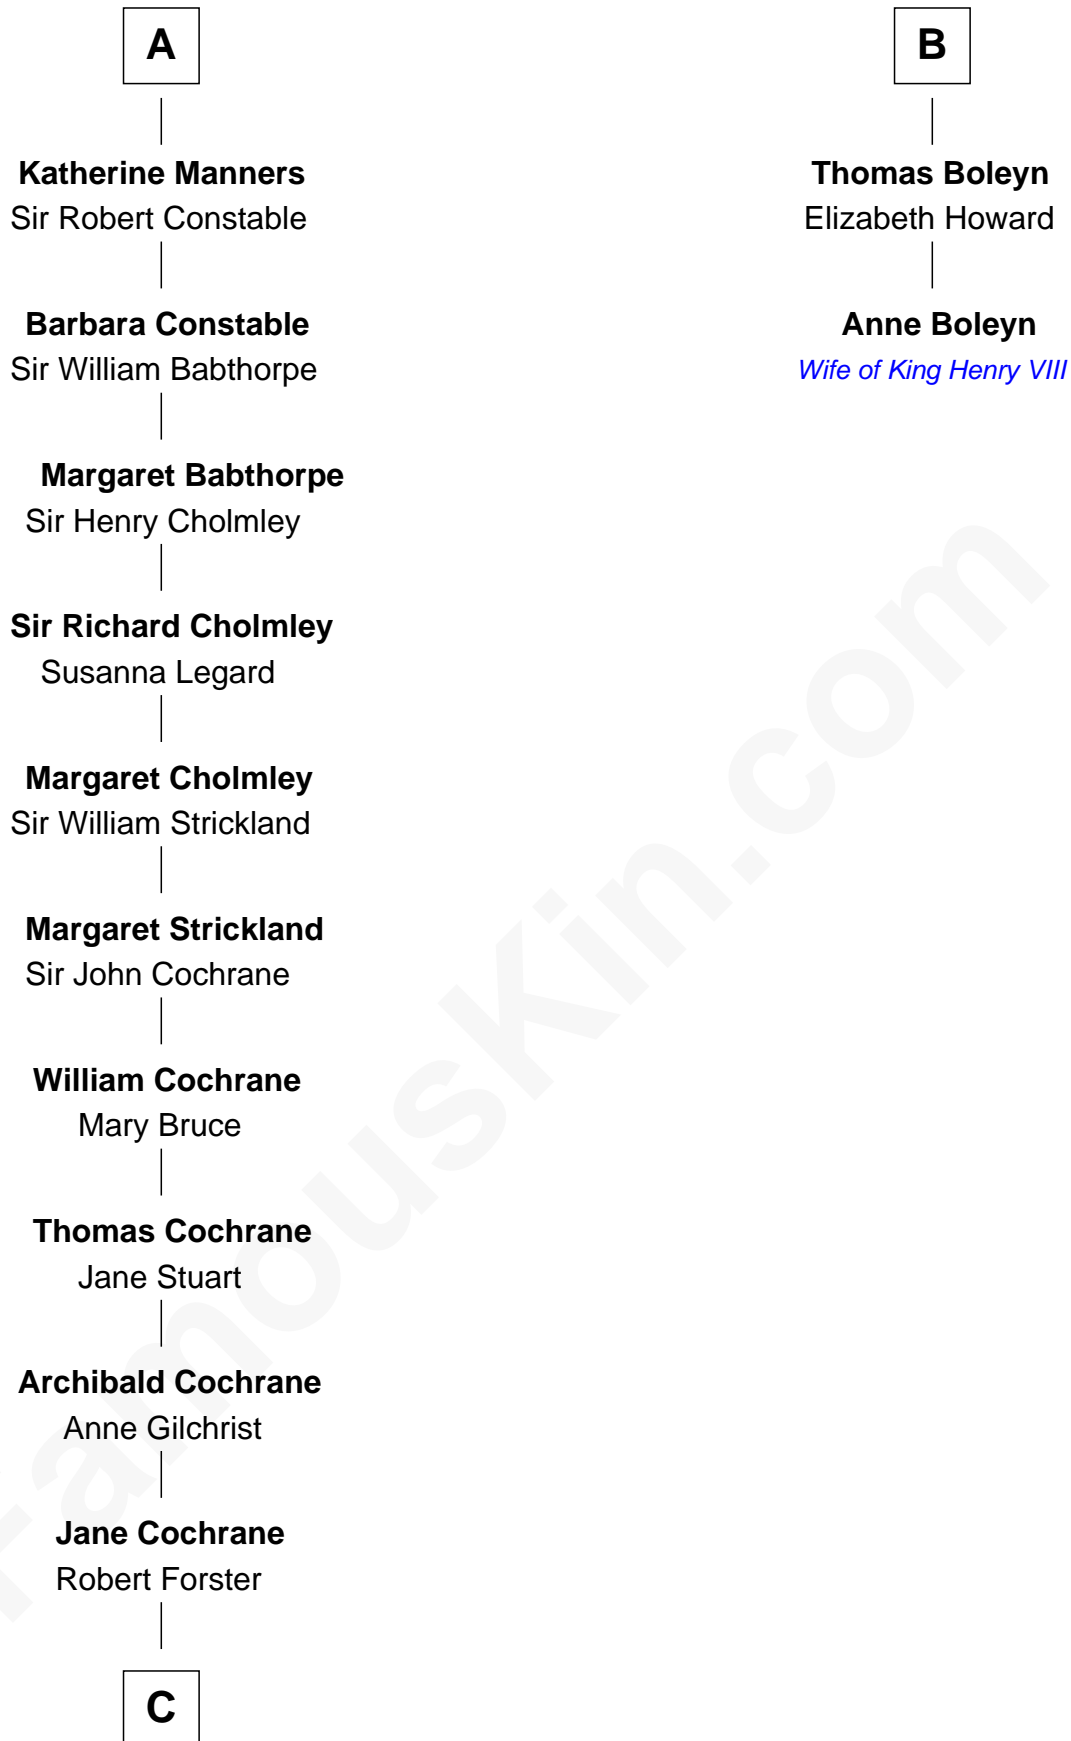 A
Katherine Manners
Sir Robert Constable
Barbara Constable
Sir William Babthorpe
Margaret Babthorpe
Sir Henry Cholmley
Sir Richard Cholmley
Susanna Legard
Margaret Cholmley
Sir William Strickland
Margaret Strickland
Sir John Cochrane
William Cochrane
Mary Bruce
Thomas Cochrane
Jane Stuart
Archibald Cochrane
Anne Gilchrist
Jane Cochrane
Robert Forster
C
B
Thomas Boleyn
Elizabeth Howard
Anne Boleyn
Wife of King Henry VIII
FamousKin.com